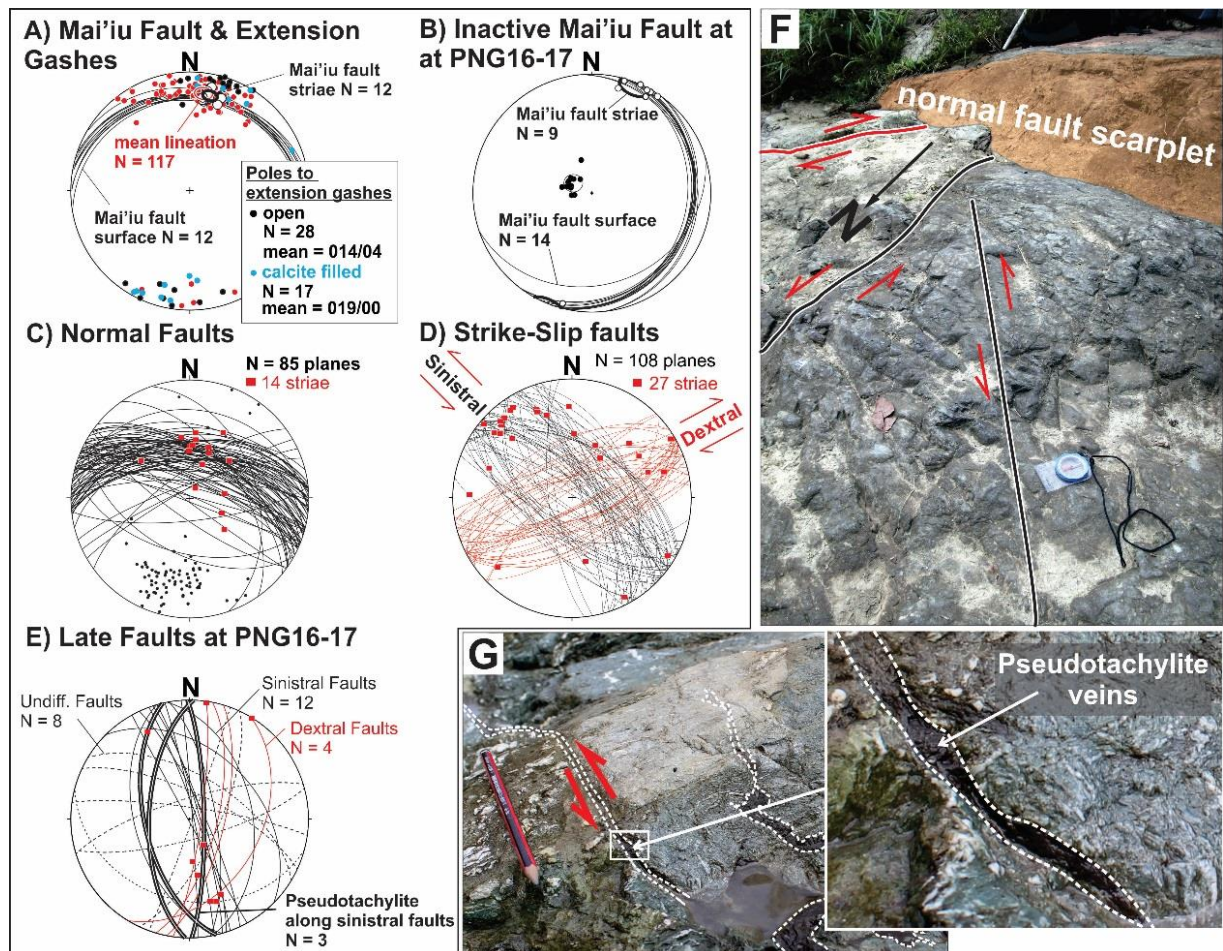 A) Mai'iu Fault & Extension
Gashes
N
Mai'iu fault
striae N = 12
mean lineation
N = 117
Mai'iu fault
surface N = 12
Poles to
extension gashes
• open
N = 28
mean = 014/04
• calcite filled
N = 17
mean = 019/00
B) Inactive Mai'iu Fault at
at PNG16-17
N
Mai'iu fault striae
N = 9
Mai'iu fault surface
N = 14
C) Normal Faults
N
N = 85 planes
14 striae
D) Strike-Slip faults
N
N = 108 planes
27 striae
Sinistral
Dextral
E) Late Faults at PNG16-17
N
Undiff. Faults
N = 8
Sinistral Faults
N = 12
Dextral Faults
N = 4
Pseudotachylite
along sinistral faults
N = 3
F
normal fault scarplet
N
G
Pseudotachylite
veins